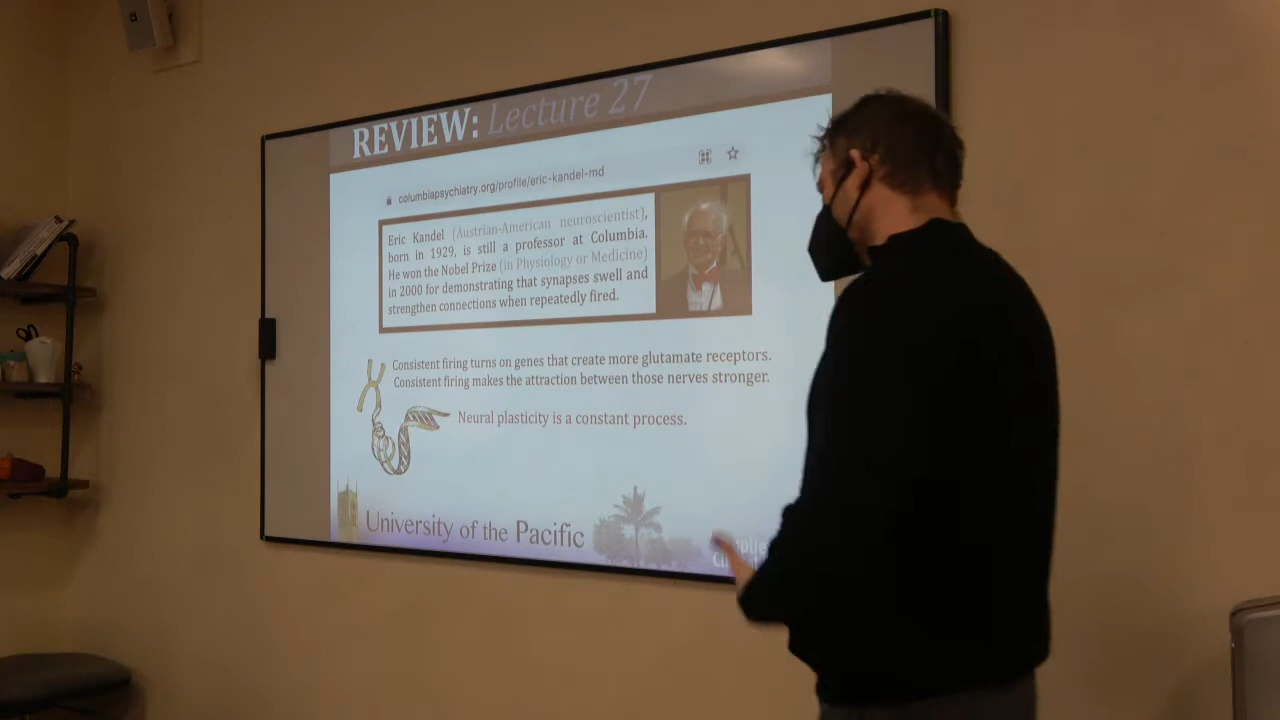 REVIEW: Lecture 27
columbiapsychiatry.org/profile/eric-kandel-md
Eric Kandel (Austrian-American neuroscientist),
born in 1929, is still a professor at Columbia.
He won the Nobel Prize (in Physiology or Medicine)
in 2000 for demonstrating that synapses swell and
strengthen connections when repeatedly fired.
Consistent firing turns on genes that create more glutamate receptors.
Consistent firing makes the attraction between those nerves stronger.
Neural plasticity is a constant process.
University of the Pacific